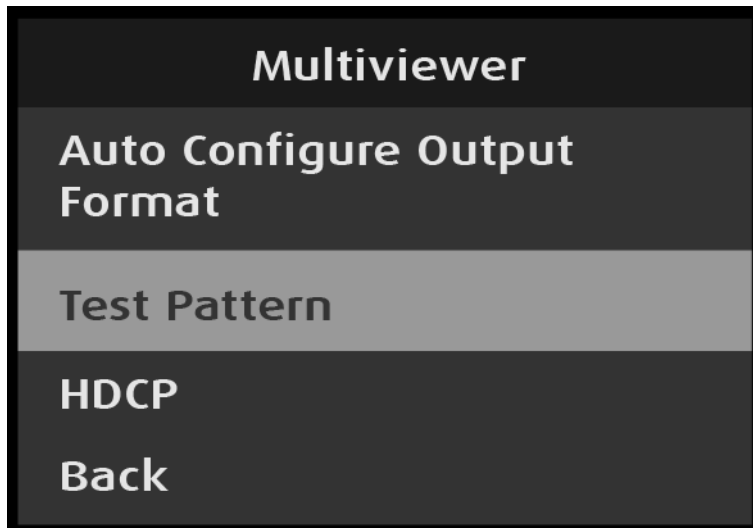 Multiviewer
Auto Configure Output
Format
Test Pattern
HDCP
Back